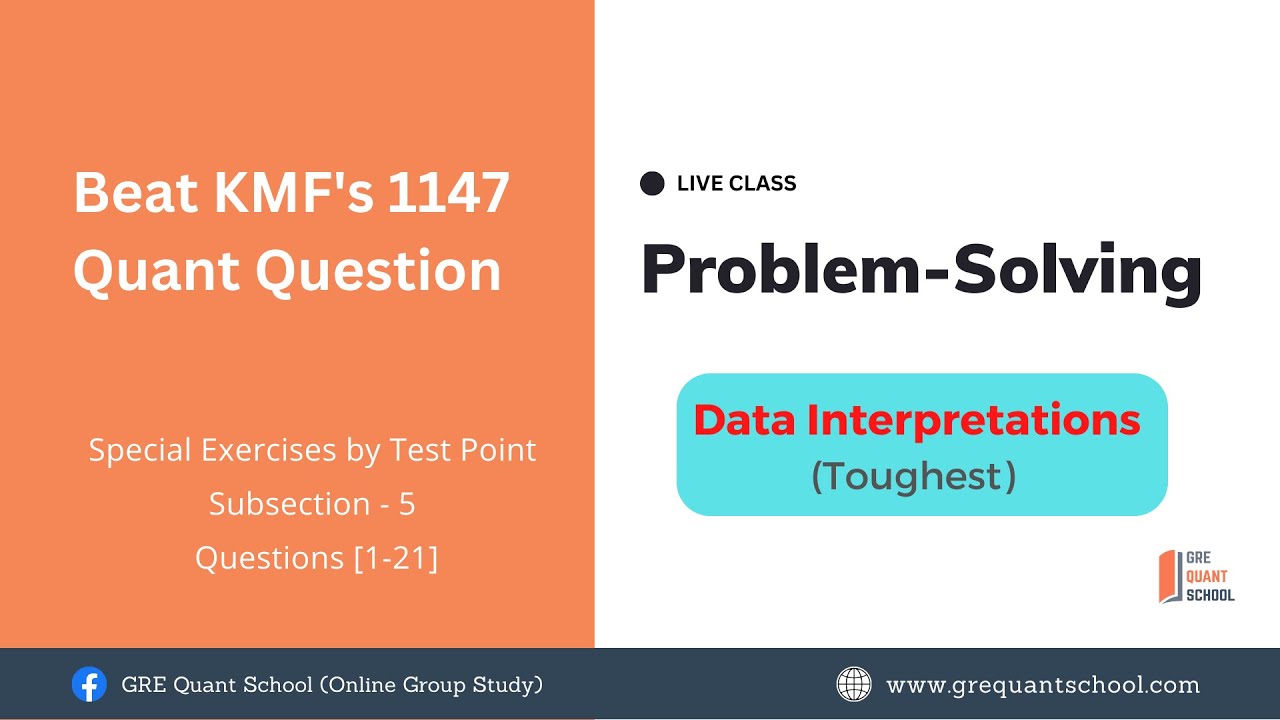 Beat KMF's 1147
Quant Question
Special Exercises by Test Point
Subsection - 5
Questions [1-21]
LIVE CLASS
Problem-Solving
Data Interpretations
(Toughest)
GRE
QUANT
SCHOOL
GRE Quant School (Online Group Study)
www.grequantschool.com